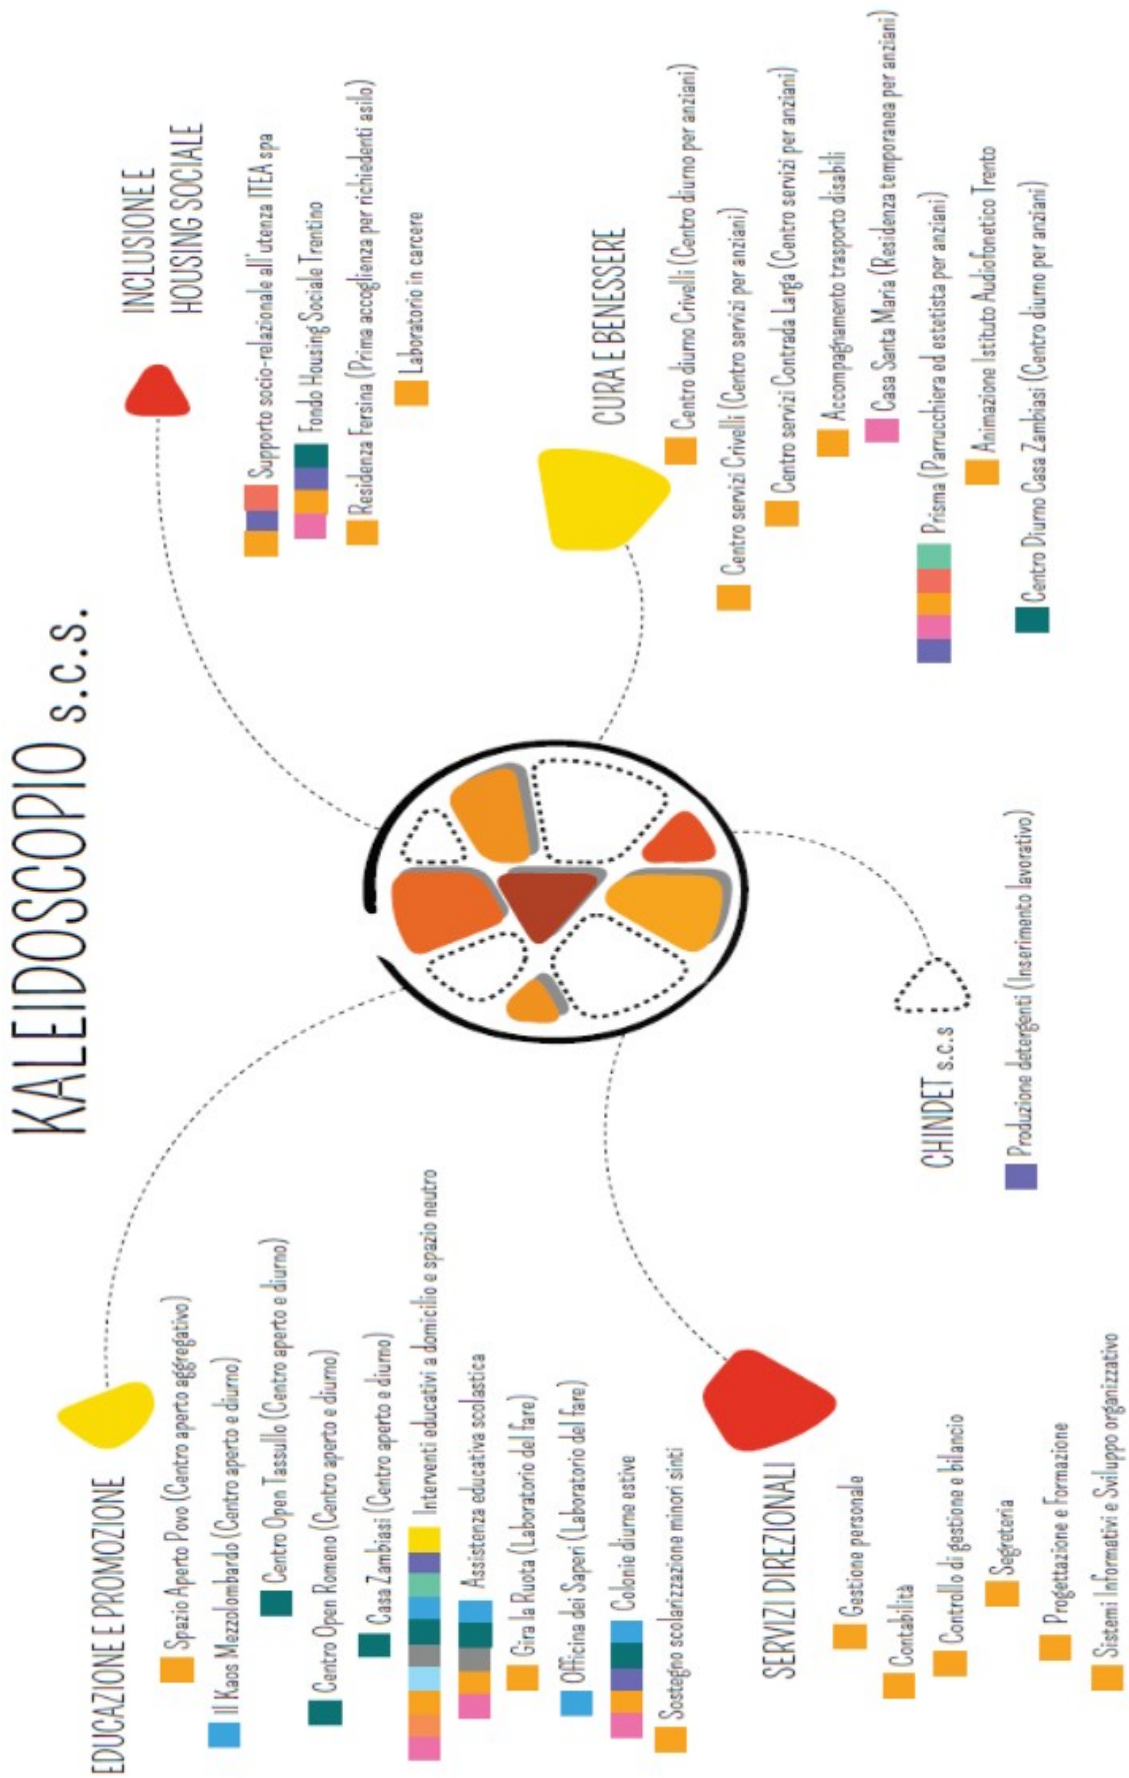 KALEIDOSCOPIO s.c.s.
EDUCAZIONE E PROMOZIONE
Spazio Aperto Povo (Centro aperto aggregativo)
Il Kaos Mezzolombardo (Centro aperto e diurno)
Centro Open Tassullo (Centro aperto e diurno)
Centro Open Romeno (Centro aperto e diurno)
Casa Zambiasi (Centro aperto e diurno)
Interventi educativi a domicilio e spazio neutro
Assistenza educativa scolastica
Gira la Ruota (Laboratorio del fare)
Officina dei Saperi (Laboratorio del fare)
Colonie diurne estive
Sostegno scolarizzazione minori sinti
INCLUSIONE E
HOUSING SOCIALE
Supporto socio-relazionale all'utenza ITEA spa
Fondo Housing Sociale Trentino
Residenza Fersina (Prima accoglienza per richiedenti asilo)
Laboratorio in carcere
CURA E BENESSERE
Centro diurno Crivelli (Centro diurno per anziani)
Centro servizi Crivelli (Centro servizi per anziani)
Centro servizi Contrada Larga (Centro servizi per anziani)
Accompagnamento trasporto disabili
Casa Santa Maria (Residenza temporanea per anziani)
Prisma (Parrucchiera ed estetista per anziani)
Animazione Istituto Audiofonetico Trento
Centro Diurno Casa Zambiasi (Centro diurno per anziani)
SERVIZI DIREZIONALI
Gestione personale
Contabilità
Controllo di gestione e bilancio
Segreteria
Progettazione e Formazione
Sistemi Informativi e Sviluppo organizzativo
CHINDET s.c.s
Produzione detergenti (Inserimento lavorativo)